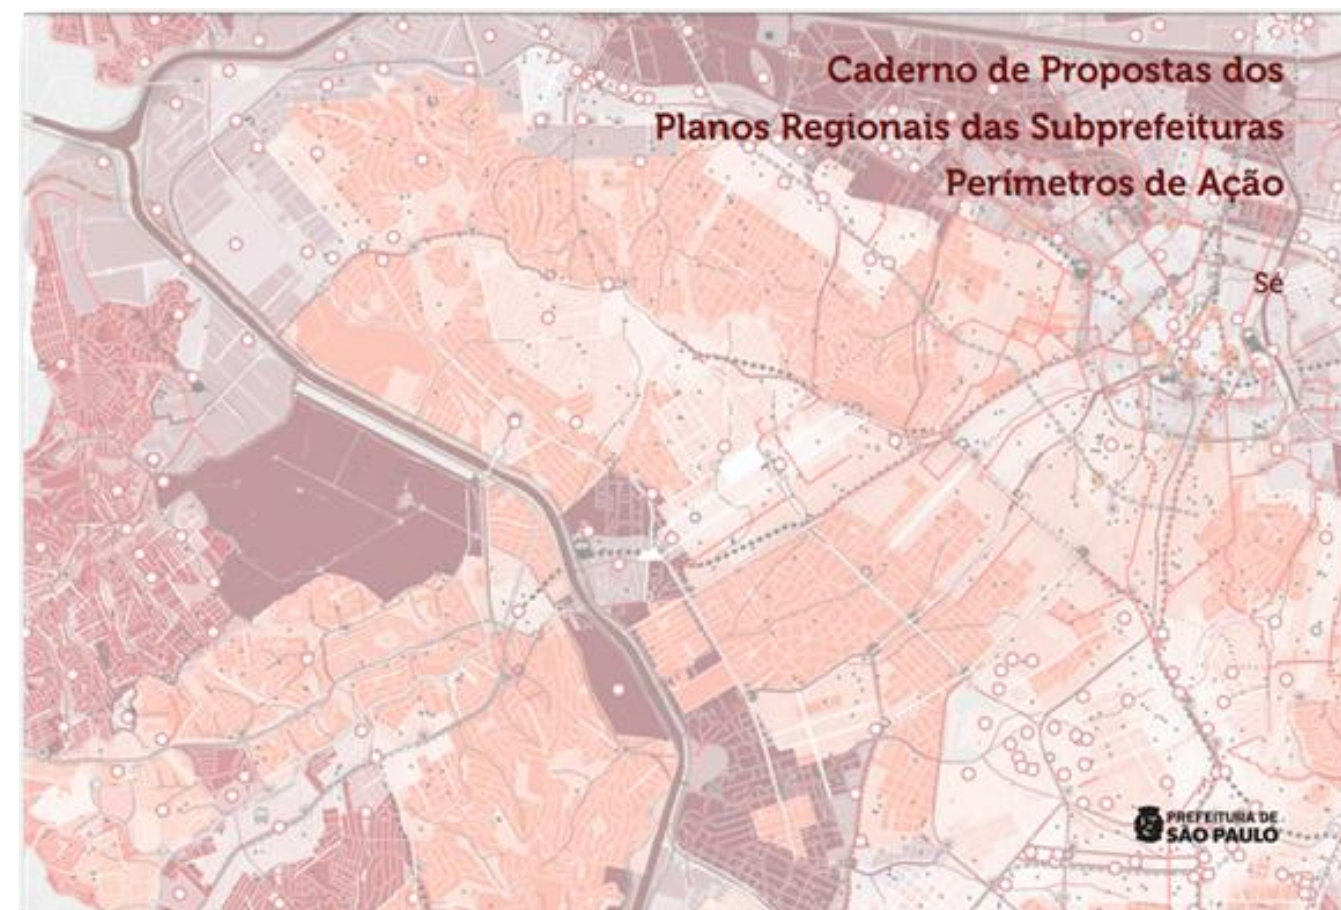 Caderno de Propostas dos
Planos Regionais das Subprefeituras
Perímetros de Ação
Sé
PREFEITURA DE
SÃO PAULO